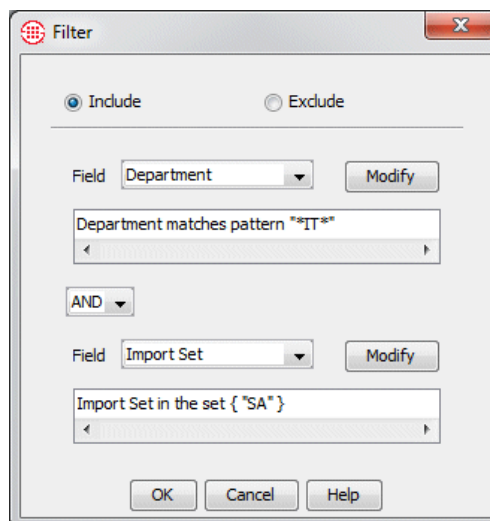 Filter
Include Exclude
Field Department Modify
Department matches pattern "*IT*"
AND
Field Import Set Modify
Import Set in the set { "SA" }
OK Cancel Help